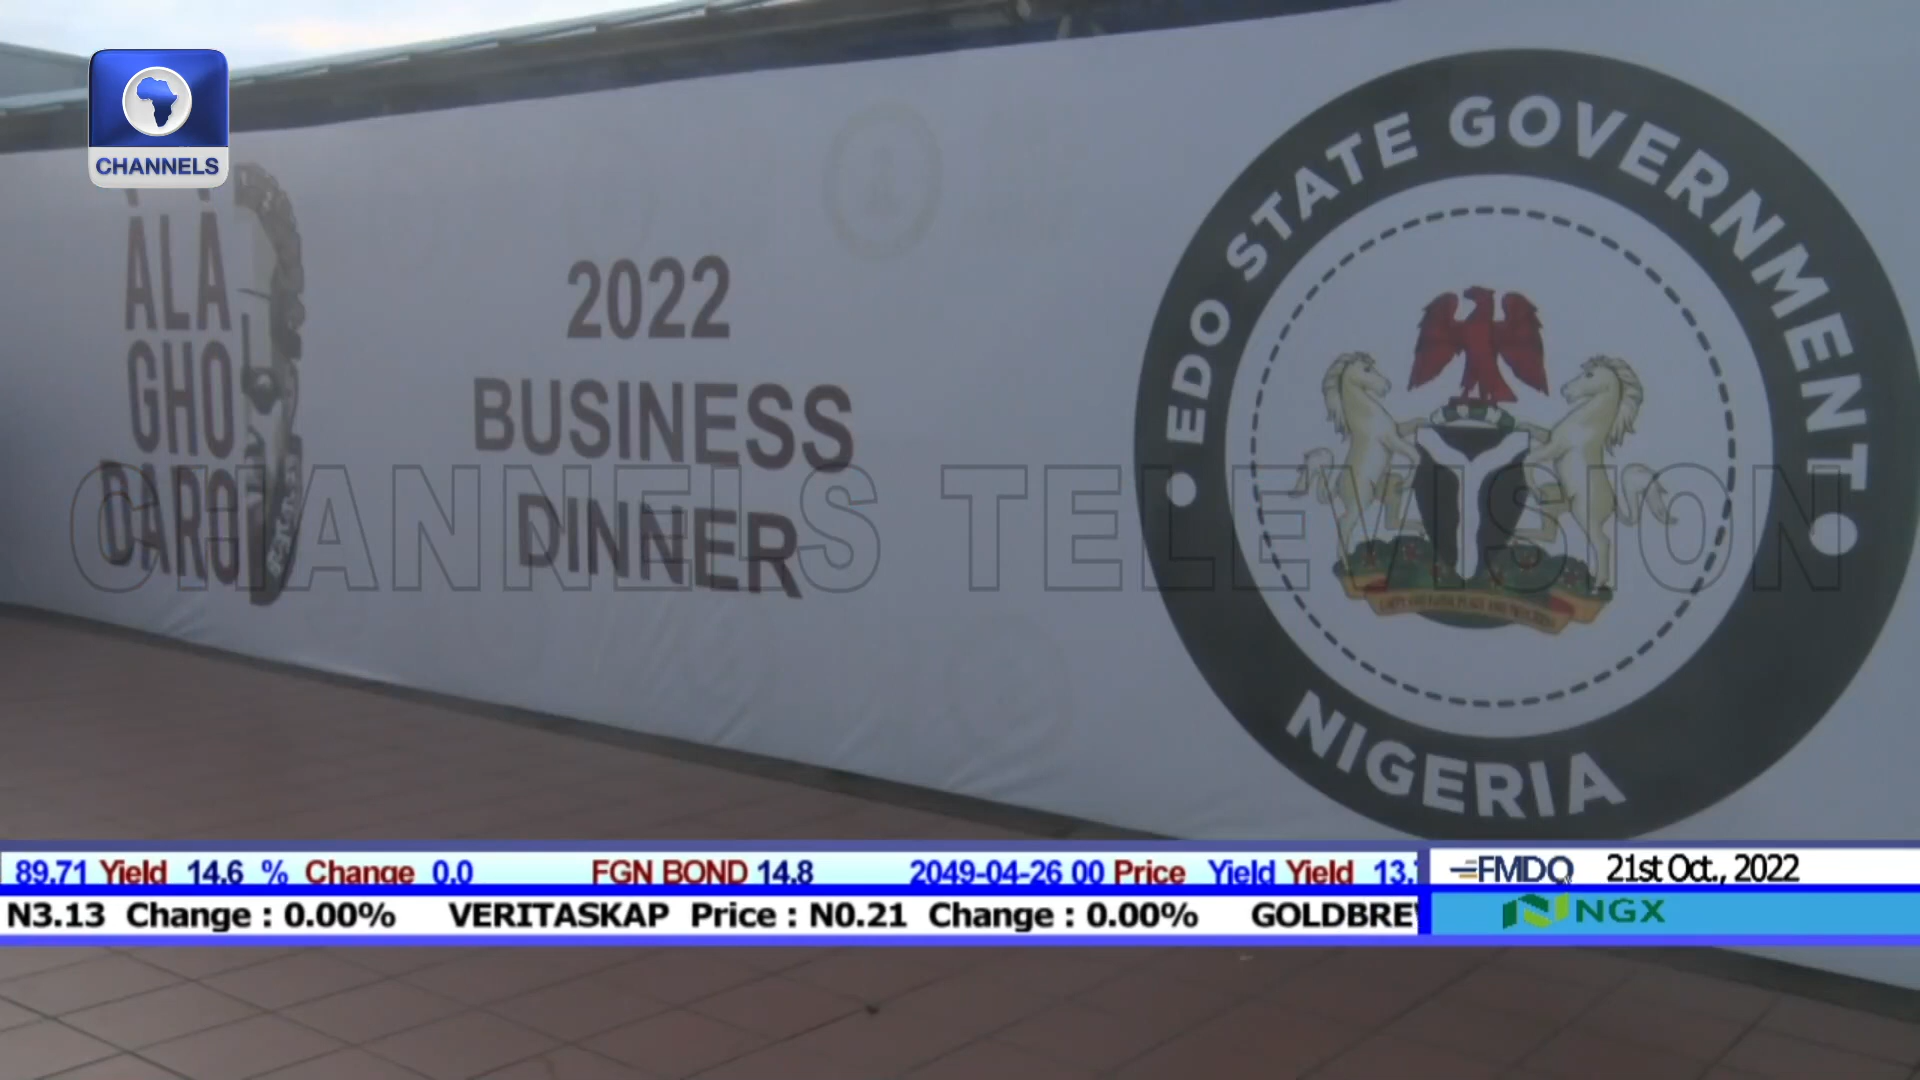 CHANNELS
ÀLÀ
GHO
DARO
2022
BUSINESS
DINNER
• EDO STATE GOVERNMENT •
NIGERIA
CHANNELS TELEVISION
89.71 Yield 14.6 % Change 0.0 FGN BOND 14.8 2049-04-26 00 Price Yield Yield 13.
FMDQ 21st Oct., 2022
N3.13 Change : 0.00% VERITASKAP Price : N0.21 Change : 0.00% GOLDBRE
NGX